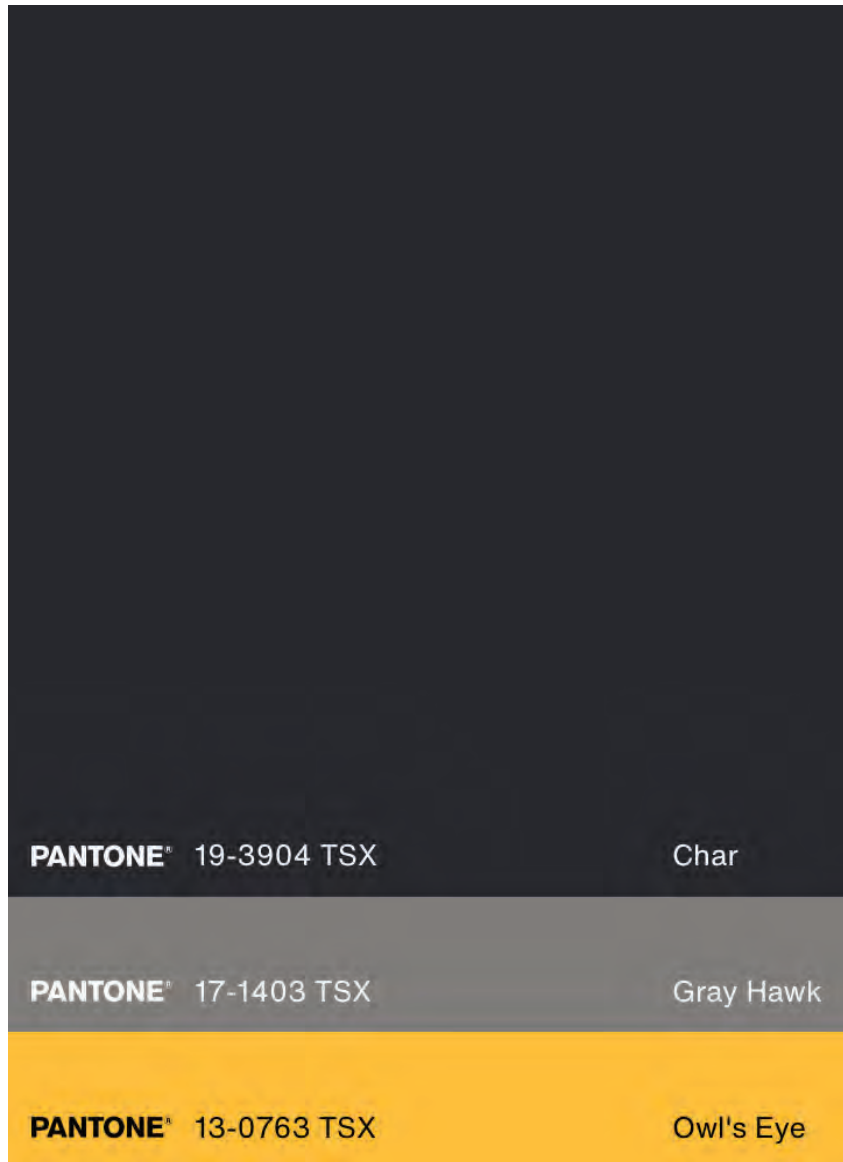 PANTONE® 19-3904 TSX Char
PANTONE® 17-1403 TSX Gray Hawk
PANTONE® 13-0763 TSX Owl's Eye